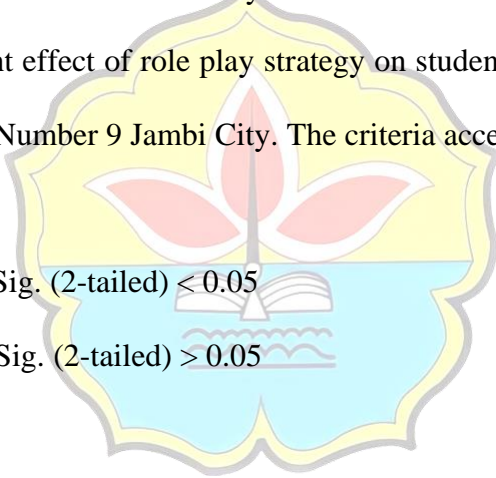 nt effect of role play strategy on studen
Number 9 Jambi City. The criteria acce
Sig. (2-tailed) < 0.05
Sig. (2-tailed) > 0.05